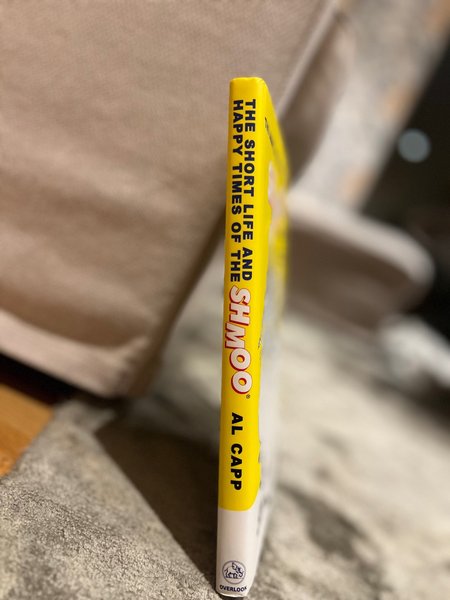 THE SHORT LIFE AND
HAPPY TIMES OF THE
SHMOO®
AL CAPP
OVERLOOK